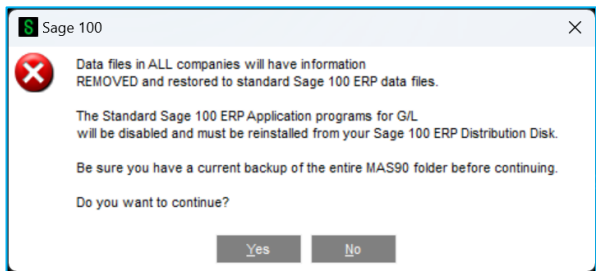 S Sage 100
Data files in ALL companies will have information
REMOVED and restored to standard Sage 100 ERP data files.
The Standard Sage 100 ERP Application programs for G/L
will be disabled and must be reinstalled from your Sage 100 ERP Distribution Disk.
Be sure you have a current backup of the entire MAS90 folder before continuing.
Do you want to continue?
Yes No